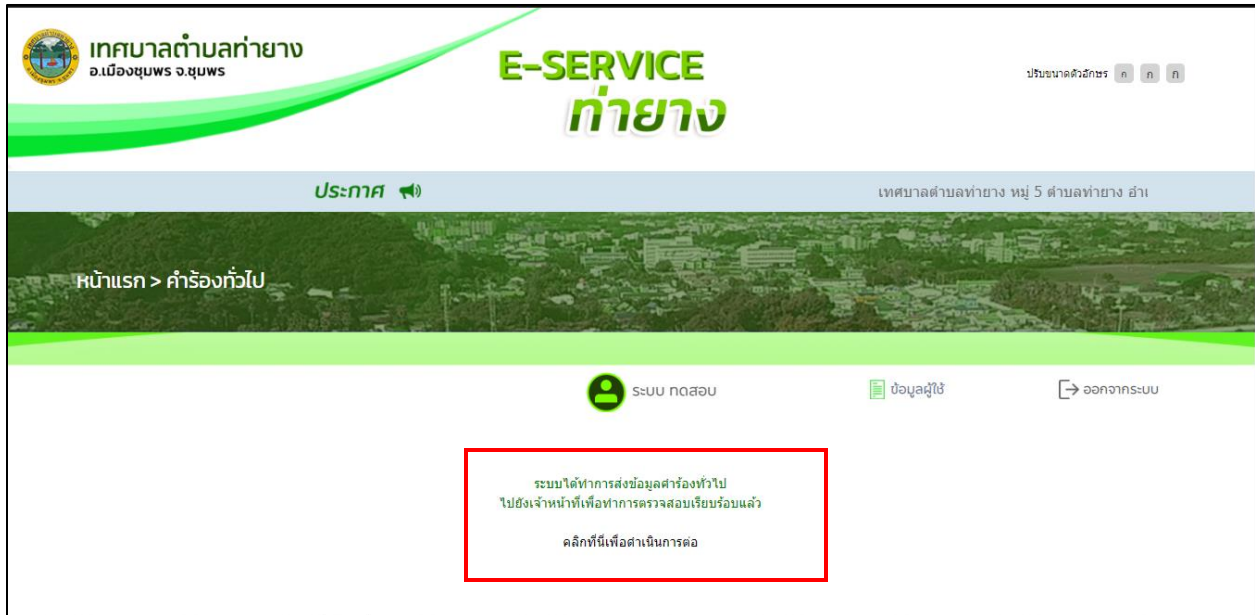 เทศบาลตำบลท่ายาง
อ.เมืองชุมพร จ.ชุมพร
E-SERVICE
ท่ายาง
ปรับขนาดตัวอักษร ก ก ก
ประกาศ
เทศบาลตำบลท่ายาง หมู่ 5 ตำบลท่ายาง อำเ
หน้าแรก > คำร้องทั่วไป
ระบบ ทดสอบ
ข้อมูลผู้ใช้
ออกจากระบบ
ระบบได้ทำการส่งข้อมูลคำร้องทั่วไป
ไปยังเจ้าหน้าที่เพื่อทำการตรวจสอบเรียบร้อบแล้ว
คลิกที่นี่เพื่อดำเนินการต่อ